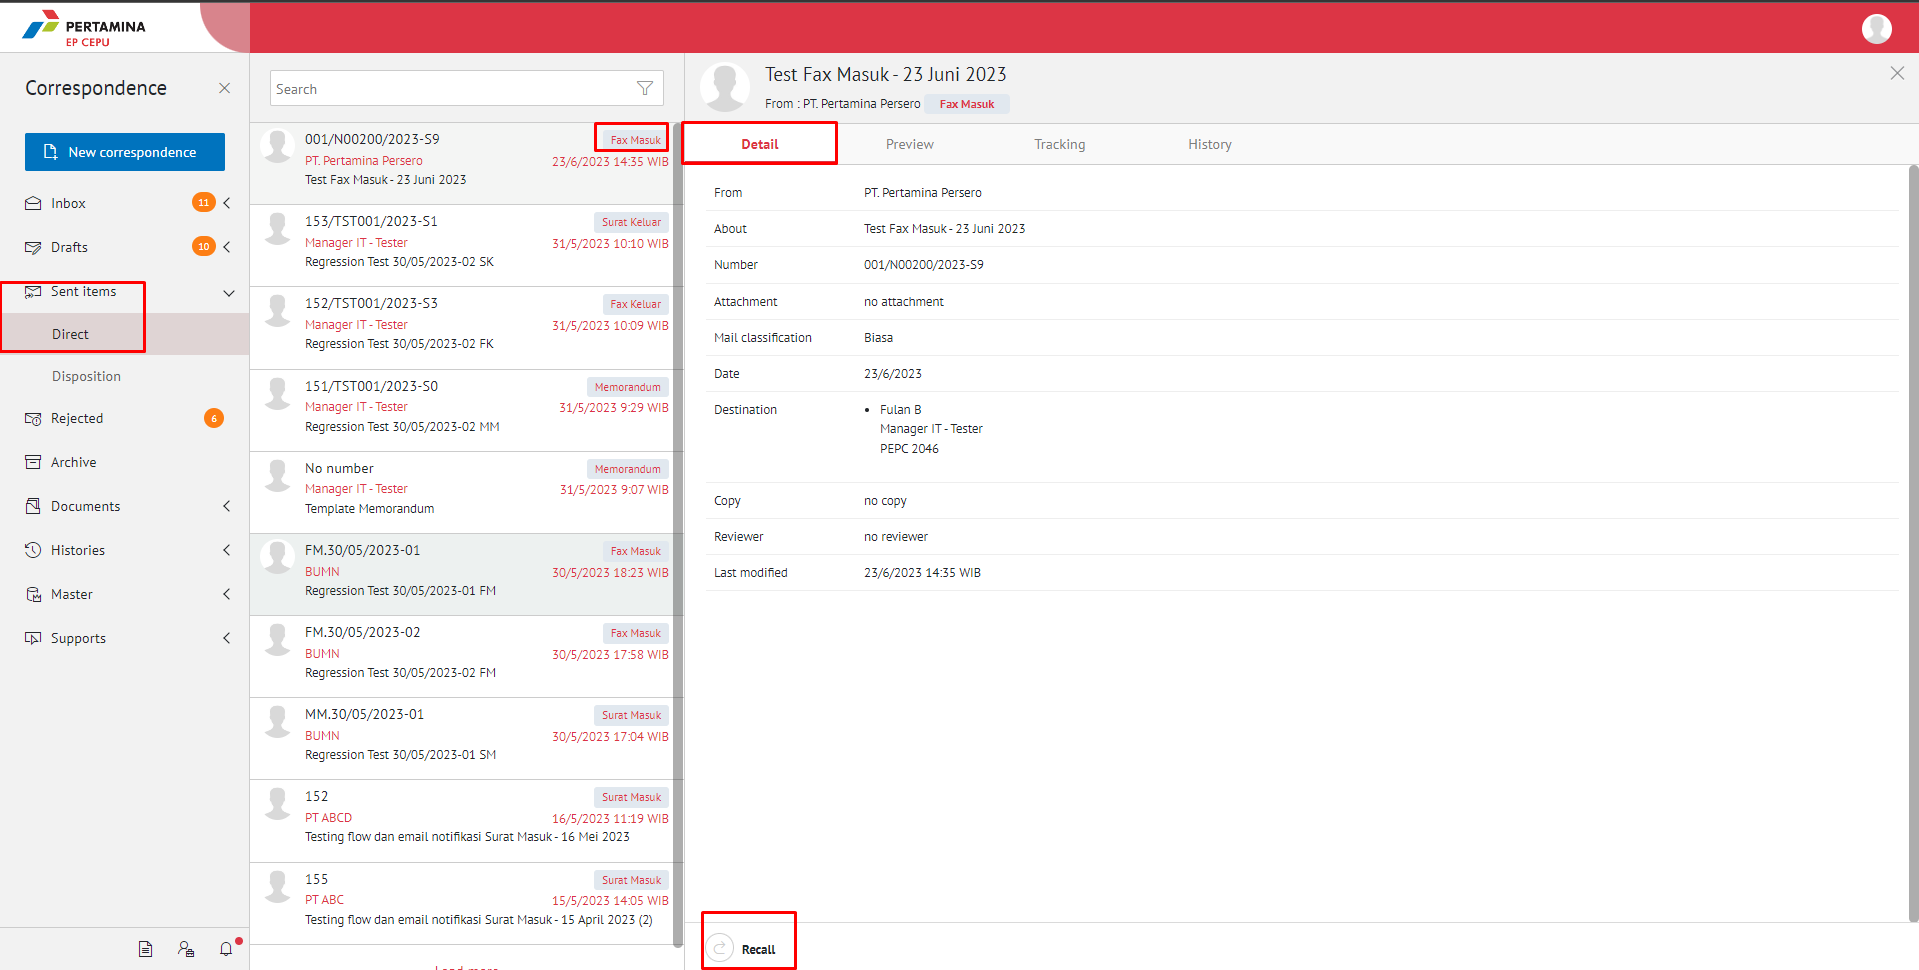 PERTAMINA
EP CEPU
Correspondence
New correspondence
Inbox 11
Drafts 10
Sent items
Direct
Disposition
Rejected 6
Archive
Documents
Histories
Master
Supports
Search
001/N00200/2023-S9 Fax Masuk
PT. Pertamina Persero 23/6/2023 14:35 WIB
Test Fax Masuk - 23 Juni 2023
153/TST001/2023-S1 Surat Keluar
Manager IT - Tester 31/5/2023 10:10 WIB
Regression Test 30/05/2023-02 SK
152/TST001/2023-S3 Fax Keluar
Manager IT - Tester 31/5/2023 10:09 WIB
Regression Test 30/05/2023-02 FK
151/TST001/2023-S0 Memorandum
Manager IT - Tester 31/5/2023 9:29 WIB
Regression Test 30/05/2023-02 MM
No number Memorandum
Manager IT - Tester 31/5/2023 9:07 WIB
Template Memorandum
FM.30/05/2023-01 Fax Masuk
BUMN 30/5/2023 18:23 WIB
Regression Test 30/05/2023-01 FM
FM.30/05/2023-02 Fax Masuk
BUMN 30/5/2023 17:58 WIB
Regression Test 30/05/2023-02 FM
MM.30/05/2023-01 Surat Masuk
BUMN 30/5/2023 17:04 WIB
Regression Test 30/05/2023-01 SM
152 Surat Masuk
PT ABCD 16/5/2023 11:19 WIB
Testing flow dan email notifikasi Surat Masuk - 16 Mei 2023
155 Surat Masuk
PT ABC 15/5/2023 14:05 WIB
Testing flow dan email notifikasi Surat Masuk - 15 April 2023 (2)
Load more
Test Fax Masuk - 23 Juni 2023
From : PT. Pertamina Persero Fax Masuk
Detail Preview Tracking History
From PT. Pertamina Persero
About Test Fax Masuk - 23 Juni 2023
Number 001/N00200/2023-S9
Attachment no attachment
Mail classification Biasa
Date 23/6/2023
Destination • Fulan B
Manager IT - Tester
PEPC 2046
Copy no copy
Reviewer no reviewer
Last modified 23/6/2023 14:35 WIB
Recall